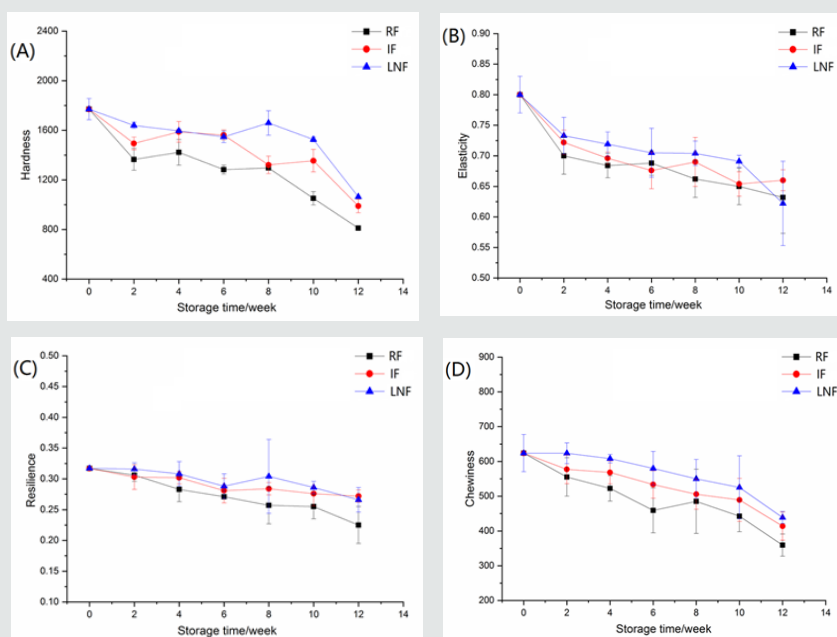 (A)
RF
IF
LNF
2400
2000
1600
1200
800
400
Hardness
0 2 4 6 8 10 12 14
Storage time/week
(B)
RF
IF
LNF
0.90
0.85
0.80
0.75
0.70
0.65
0.60
0.55
0.50
Elasticity
0 2 4 6 8 10 12 14
Storage time/week
(C)
RF
IF
LNF
0.50
0.45
0.40
0.35
0.30
0.25
0.20
0.15
0.10
Resilience
0 2 4 6 8 10 12 14
Storage time/week
(D)
RF
IF
LNF
900
800
700
600
500
400
300
200
Chewiness
0 2 4 6 8 10 12 14
Storage time/week